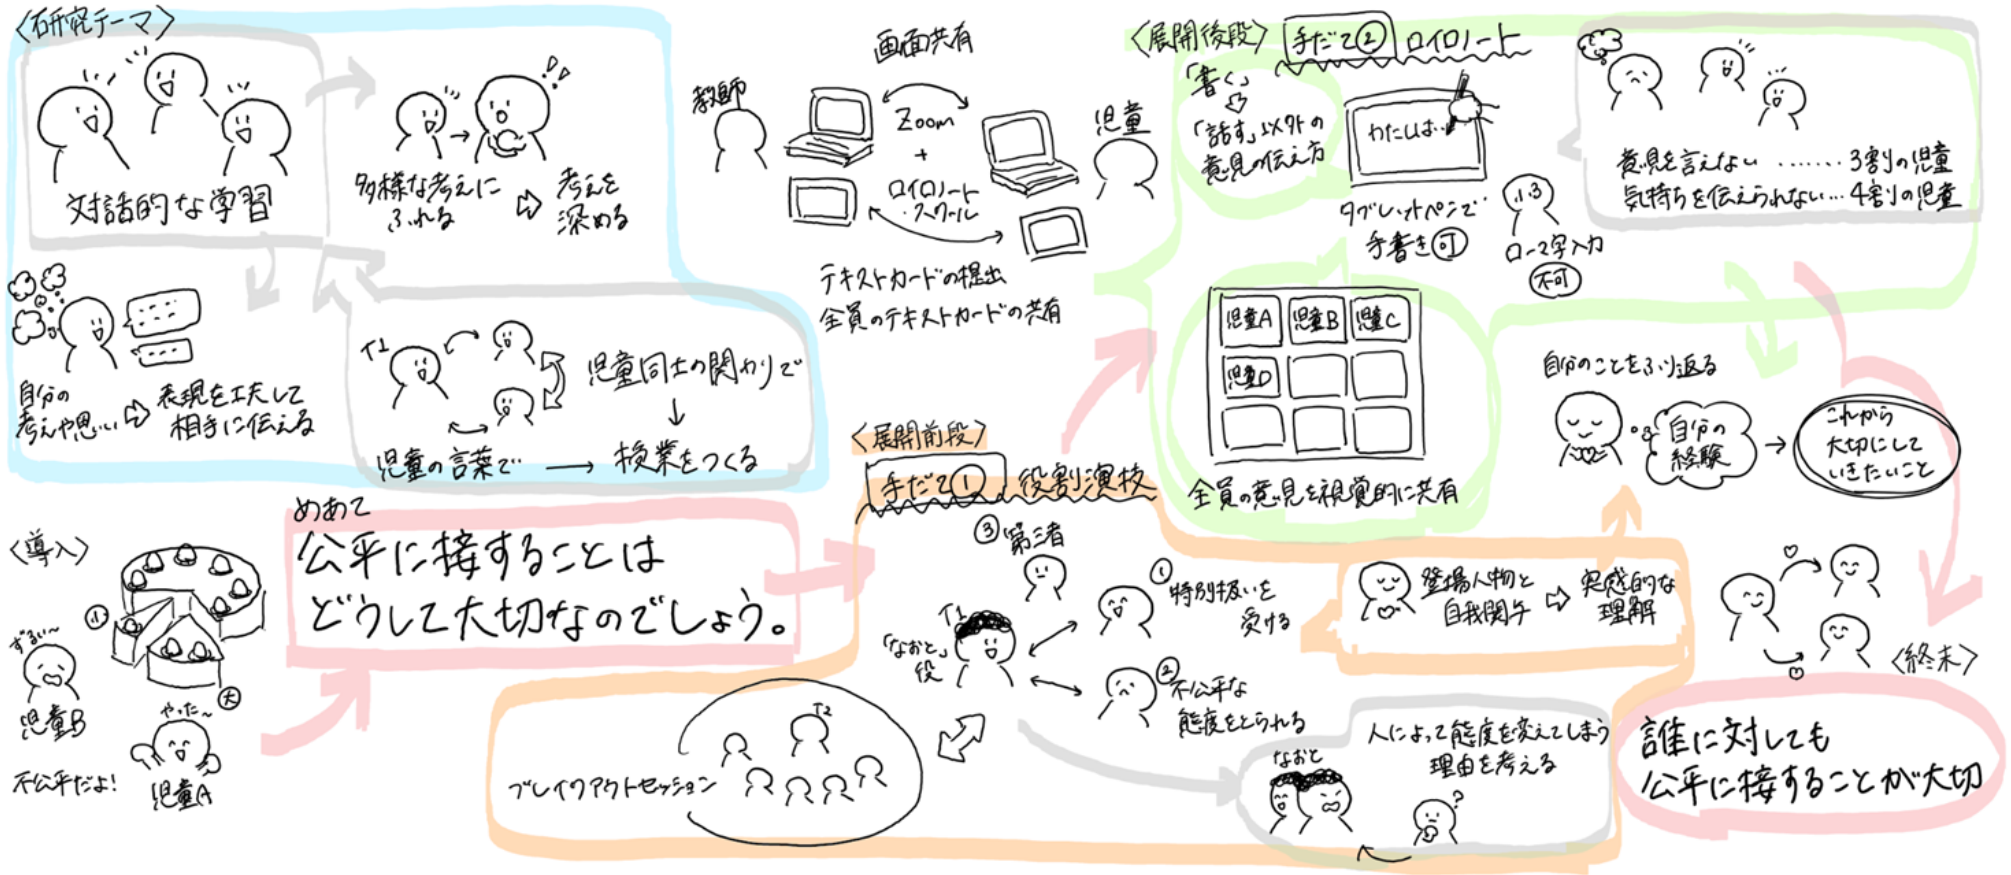 〈研究テーマ〉
対話的な学習
多様な考えに
ふれる
⇨
考えを
深める
自分の
考えや思い
⇨
表現を工夫して
相手に伝える
T1
児童同士の関わりで
↓
児童の言葉で → 授業をつくる
画面共有
教師
児童
Zoom
+
ロイロノート
・スクール
テキストカードの提出
全員のテキストカードの共有
〈展開後段〉 手だて② ロイロノート
「書く」
「話す」以外の
意見の伝え方
わたしは…
タブレットペンで
手書き可
ローマ字入力
不可
意見を言えない ....... 3割の児童
気持ちを伝えられない... 4割の児童
児童A 児童B 児童C
児童D
全員の意見を視覚的に共有
自分のことをふり返る
自分の
経験
→
これから
大切にして
いきたいこと
〈導入〉
小
大
ずるい〜
児童B
不公平だよ!
やった〜
児童A
めあて
公平に接することは
どうして大切なのでしょう。
〈展開前段〉
手だて① 役割演技
③第三者
①特別扱いを
受ける
T1
「なおと」
役
②不公平な
態度をとられる
T2
ブレイクアウトセッション
登場人物と
自我関与
⇨
実感的な
理解
人によって態度を変えてしまう
理由を考える
なおと
?
〈終末〉
誰に対しても
公平に接することが大切